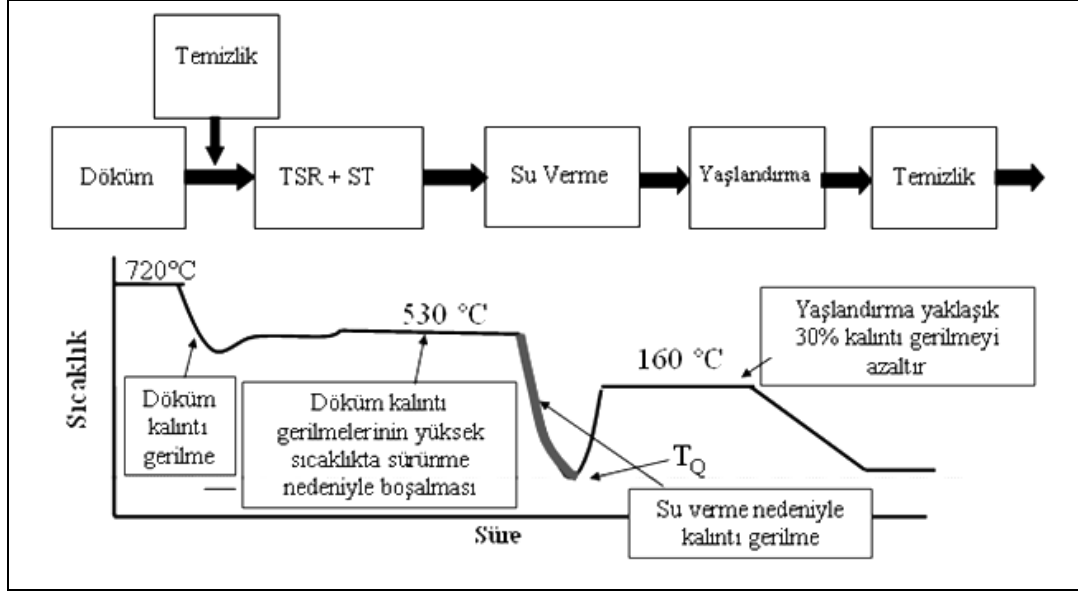 Temizlik
Döküm
TSR + ST
Su Verme
Yaşlandırma
Temizlik
720°C
530 °C
160 °C
Yaşlandırma yaklaşık
30% kalıntı gerilmeyi
azaltır
Sıcaklık
Döküm
kalıntı
gerilme
Döküm kalıntı
gerilmelerinin yüksek
sıcaklıkta sürünme
nedeniyle boşalması
TQ
Su verme nedeniyle
kalıntı gerilme
Süre